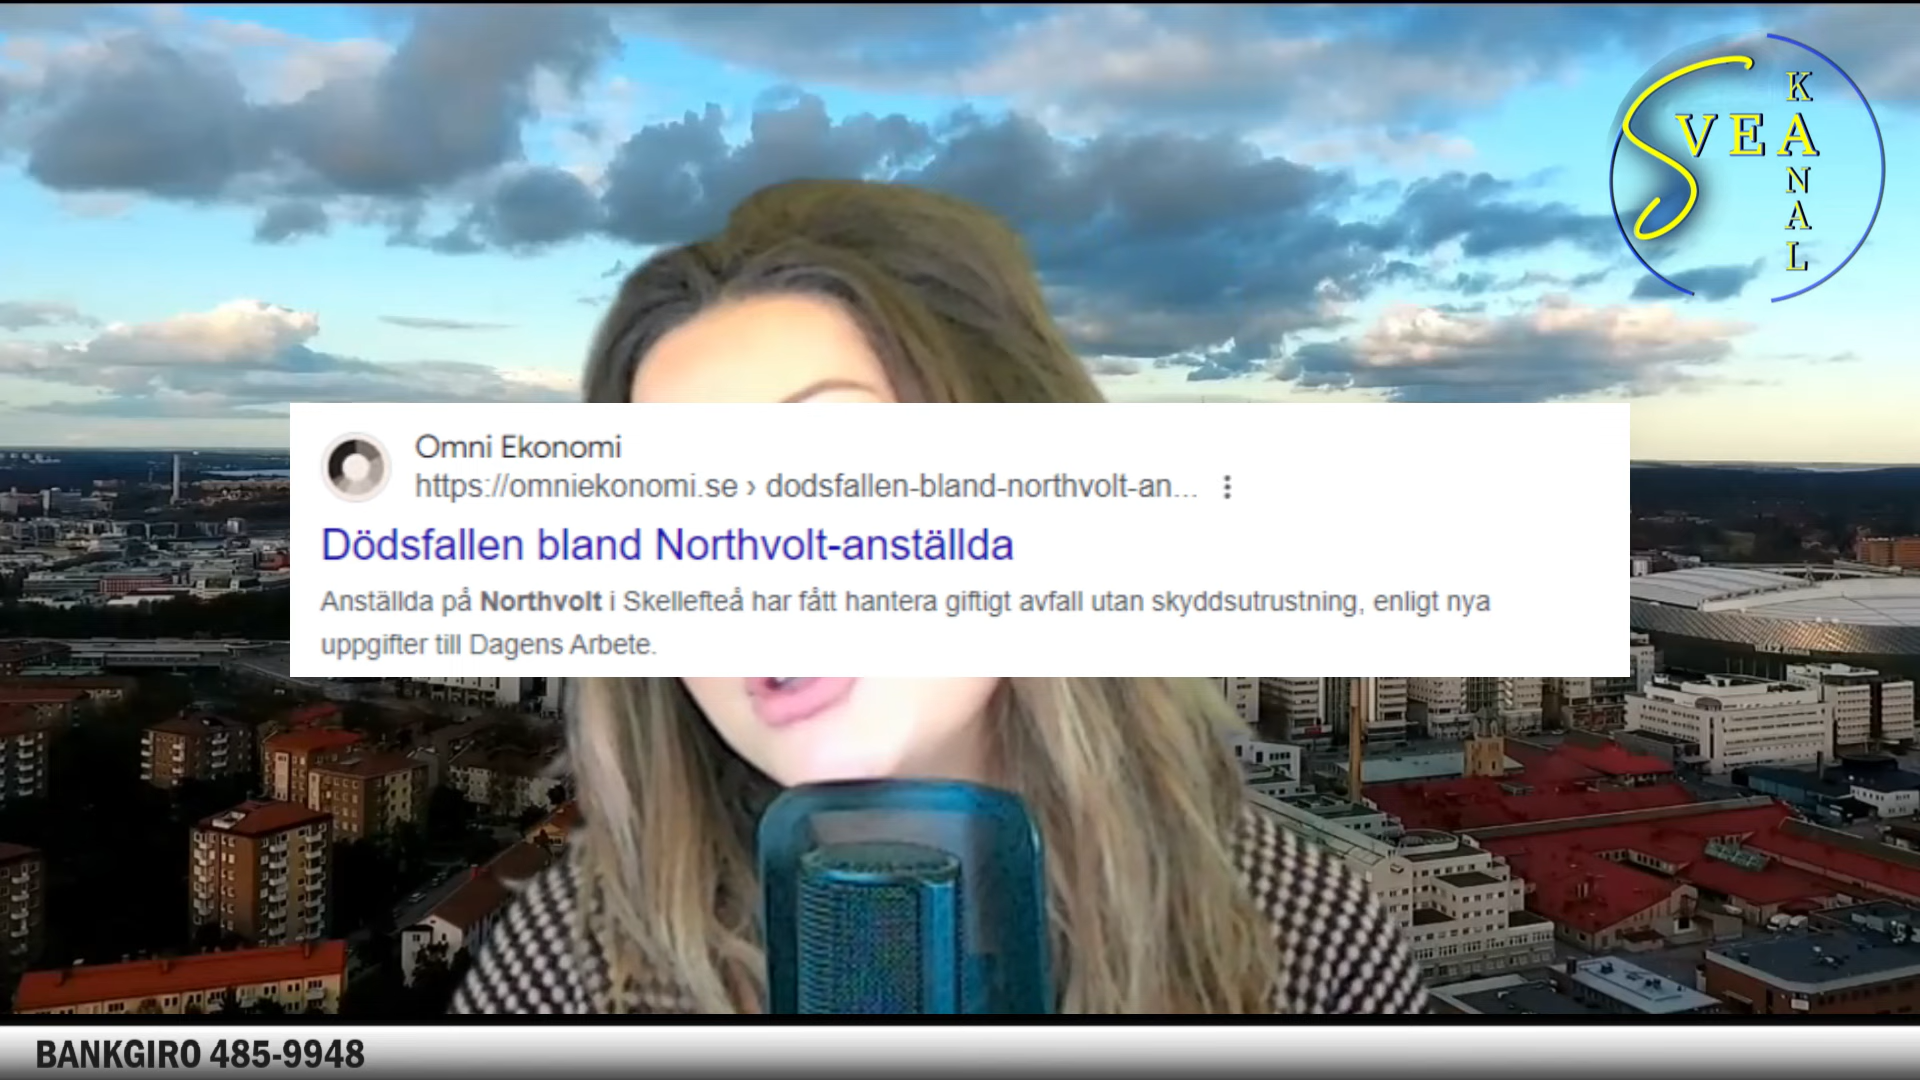 SVEA
KANAL
Omni Ekonomi
https://omniekonomi.se › dodsfallen-bland-northvolt-an...
Dödsfallen bland Northvolt-anställda
Anställda på Northvolt i Skellefteå har fått hantera giftigt avfall utan skyddsutrustning, enligt nya
uppgifter till Dagens Arbete.
BANKGIRO 485-9948